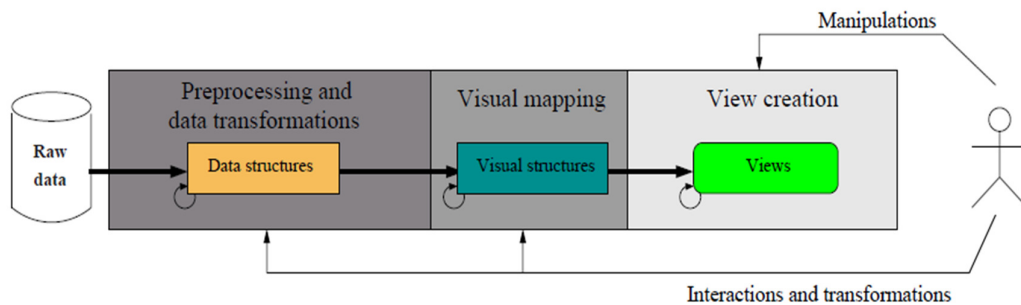 Manipulations
Preprocessing and
data transformations
Visual mapping
View creation
Raw
data
Data structures
Visual structures
Views
Interactions and transformations